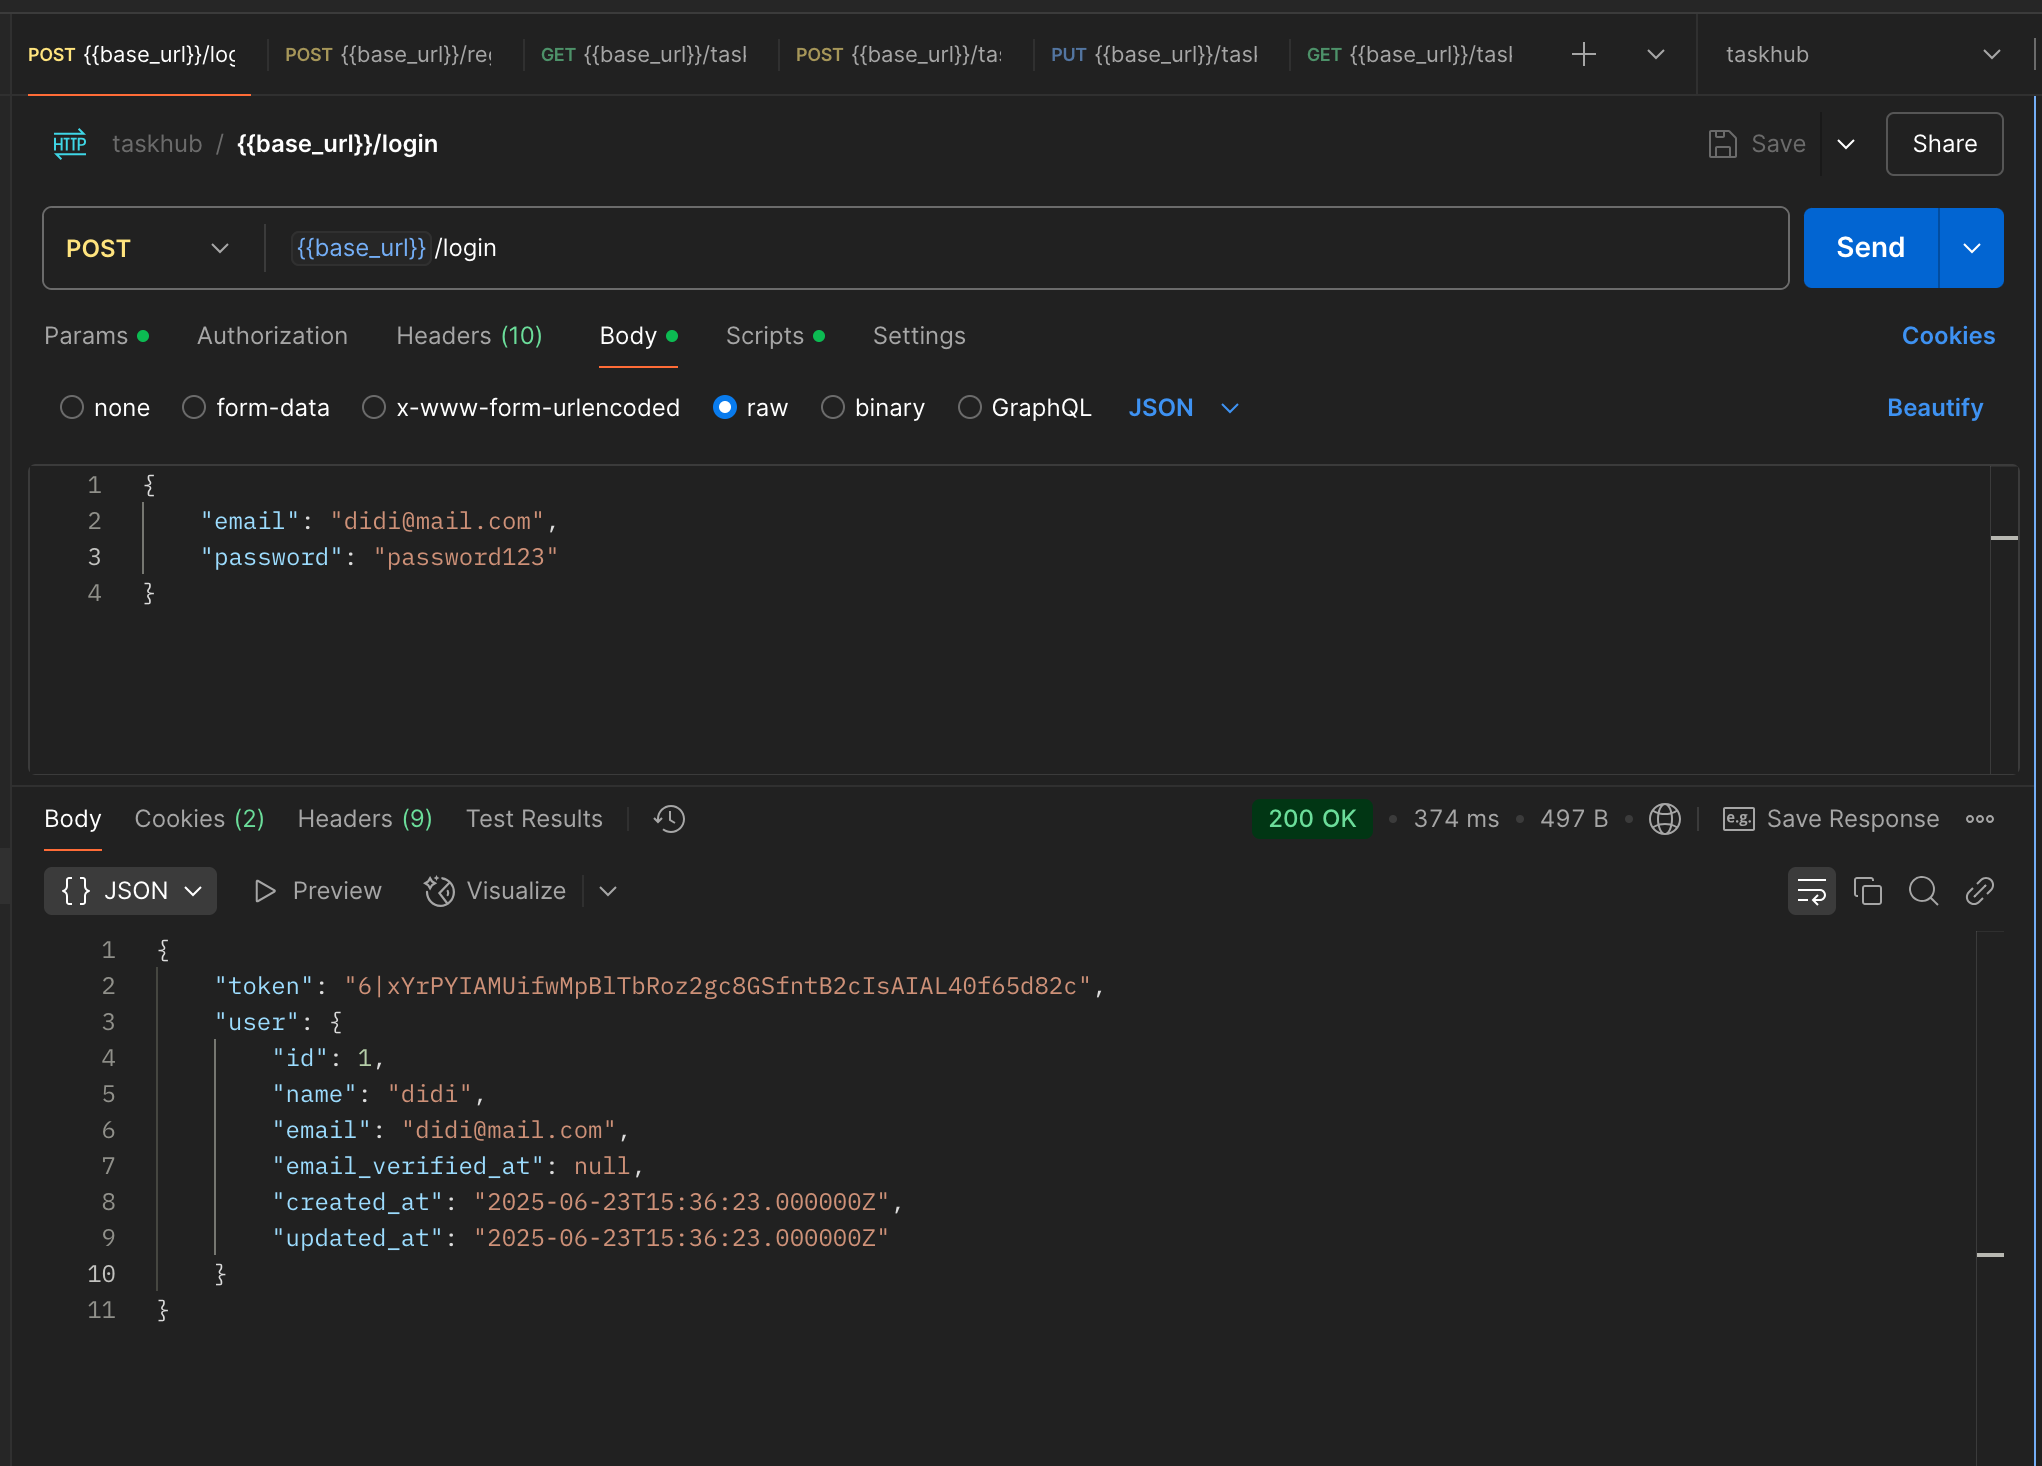 POST {{base_url}}/log
POST {{base_url}}/reg
GET {{base_url}}/tasl
POST {{base_url}}/tas
PUT {{base_url}}/tasl
GET {{base_url}}/tasl
taskhub
HTTP taskhub / {{base_url}}/login
Save
Share
POST {{base_url}}/login
Send
Params Authorization Headers (10) Body Scripts Settings Cookies
none form-data x-www-form-urlencoded raw binary GraphQL JSON Beautify
1 {
2 "email": "didi@mail.com",
3 "password": "password123"
4 }
Body Cookies (2) Headers (9) Test Results 200 OK • 374 ms • 497 B • e.g. Save Response
{} JSON Preview Visualize
1 {
2 "token": "6|xYrPYIAMUifwMpBlTbRoz2gc8GSfntB2cIsAIAL40f65d82c",
3 "user": {
4 "id": 1,
5 "name": "didi",
6 "email": "didi@mail.com",
7 "email_verified_at": null,
8 "created_at": "2025-06-23T15:36:23.000000Z",
9 "updated_at": "2025-06-23T15:36:23.000000Z"
10 }
11 }